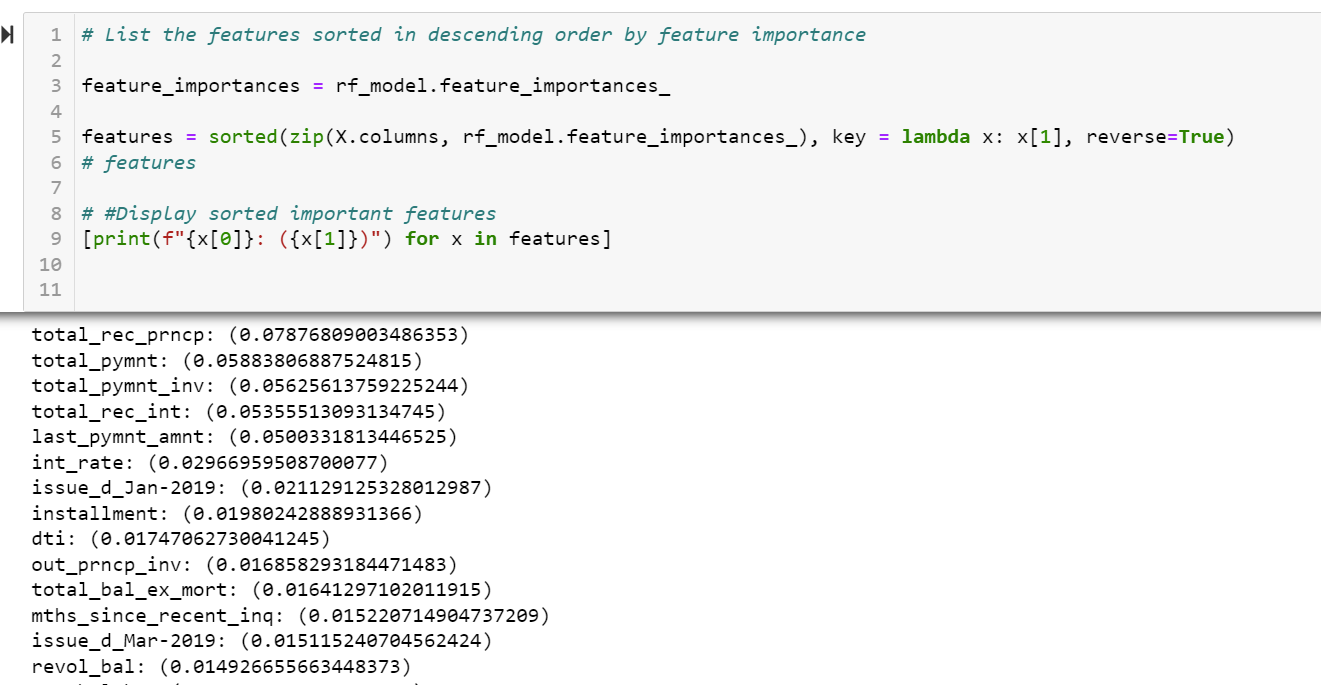 1 # List the features sorted in descending order by feature importance
2
3 feature_importances = rf_model.feature_importances_
4
5 features = sorted(zip(X.columns, rf_model.feature_importances_), key = lambda x: x[1], reverse=True)
6 # features
7
8 # #Display sorted important features
9 [print(f"{x[0]}: ({x[1]})") for x in features]
10
11
total_rec_prncp: (0.07876809003486353)
total_pymnt: (0.05883806887524815)
total_pymnt_inv: (0.05625613759225244)
total_rec_int: (0.05355513093134745)
last_pymnt_amnt: (0.0500331813446525)
int_rate: (0.02966959508700077)
issue_d_Jan-2019: (0.021129125328012987)
installment: (0.01980242888931366)
dti: (0.01747062730041245)
out_prncp_inv: (0.016858293184471483)
total_bal_ex_mort: (0.01641297102011915)
mths_since_recent_inq: (0.015220714904737209)
issue_d_Mar-2019: (0.015115240704562424)
revol_bal: (0.014926655663448373)